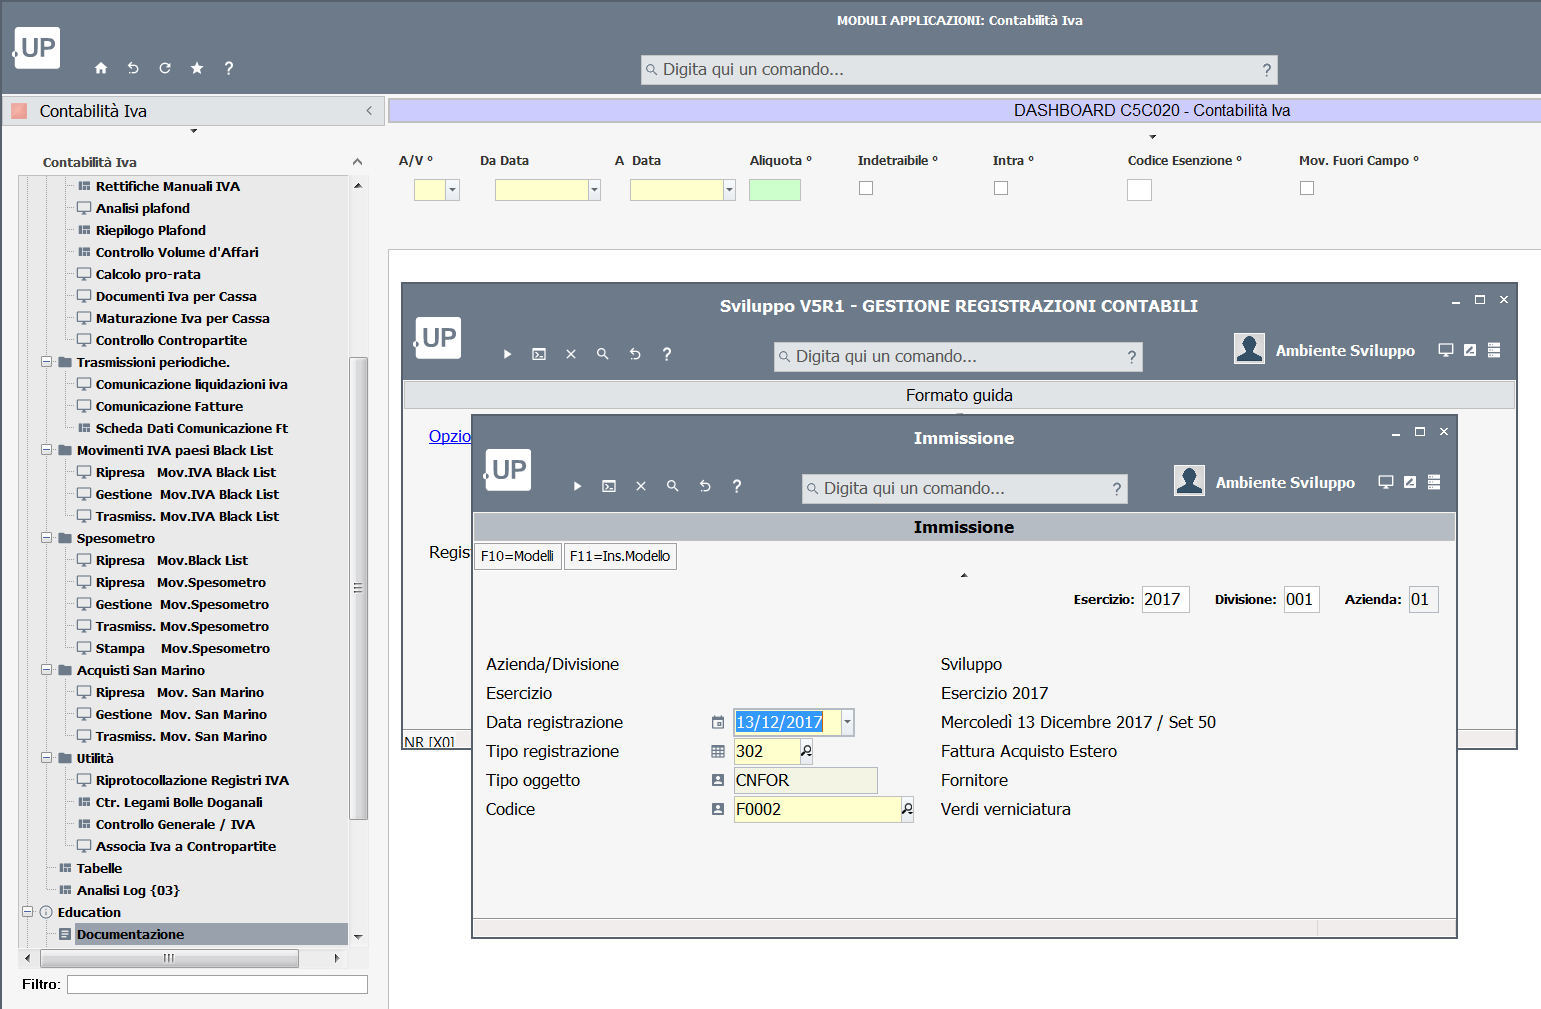 MODULI APPLICAZIONI: Contabilità Iva
.UP
?
Digita qui un comando...
?
Contabilità Iva
DASHBOARD C5C020 - Contabilità Iva
Contabilità Iva
A/V °
Da Data
A Data
Aliquota °
Indetraibile °
Intra °
Codice Esenzione °
Mov. Fuori Campo °
Rettifiche Manuali IVA
Analisi plafond
Riepilogo Plafond
Controllo Volume d'Affari
Calcolo pro-rata
Documenti Iva per Cassa
Maturazione Iva per Cassa
Controllo Contropartite
Trasmissioni periodiche.
Comunicazione liquidazioni iva
Comunicazione Fatture
Scheda Dati Comunicazione Ft
Movimenti IVA paesi Black List
Ripresa Mov.IVA Black List
Gestione Mov.IVA Black List
Trasmiss. Mov.IVA Black List
Spesometro
Ripresa Mov.Black List
Ripresa Mov.Spesometro
Gestione Mov.Spesometro
Trasmiss. Mov.Spesometro
Stampa Mov.Spesometro
Acquisti San Marino
Ripresa Mov. San Marino
Gestione Mov. San Marino
Trasmiss. Mov. San Marino
Utilità
Riprotocollazione Registri IVA
Ctr. Legami Bolle Doganali
Controllo Generale / IVA
Associa Iva a Contropartite
Tabelle
Analisi Log {03}
Education
Documentazione
Filtro:
Sviluppo V5R1 - GESTIONE REGISTRAZIONI CONTABILI
.UP
?
Digita qui un comando...
?
Ambiente Sviluppo
Formato guida
Opzio
Regis
NR [X0]
Immissione
.UP
?
Digita qui un comando...
?
Ambiente Sviluppo
Immissione
F10=Modelli
F11=Ins.Modello
Esercizio: 2017
Divisione: 001
Azienda: 01
Azienda/Divisione Sviluppo
Esercizio Esercizio 2017
Data registrazione 13/12/2017 Mercoledì 13 Dicembre 2017 / Set 50
Tipo registrazione 302 Fattura Acquisto Estero
Tipo oggetto CNFOR Fornitore
Codice F0002 Verdi verniciatura